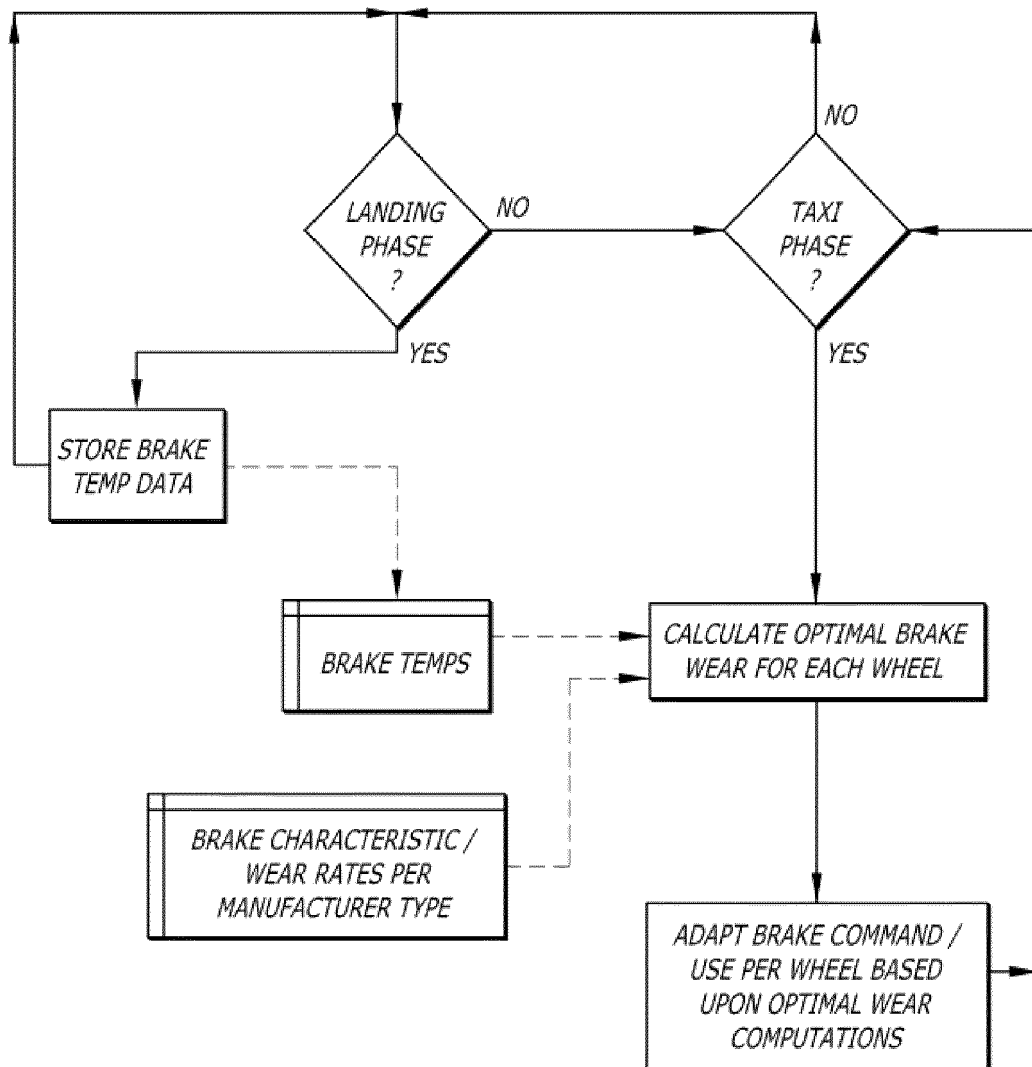 LANDING
PHASE
?
NO
YES
TAXI
PHASE
?
NO
YES
STORE BRAKE
TEMP DATA
BRAKE TEMPS
CALCULATE OPTIMAL BRAKE
WEAR FOR EACH WHEEL
BRAKE CHARACTERISTIC /
WEAR RATES PER
MANUFACTURER TYPE
ADAPT BRAKE COMMAND /
USE PER WHEEL BASED
UPON OPTIMAL WEAR
COMPUTATIONS